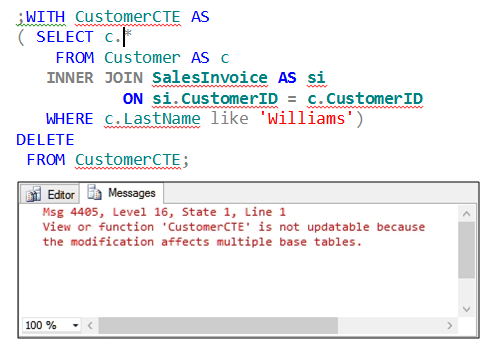 ;WITH CustomerCTE AS
( SELECT c.*
FROM Customer AS c
INNER JOIN SalesInvoice AS si
ON si.CustomerID = c.CustomerID
WHERE c.LastName like 'Williams')
DELETE
FROM CustomerCTE;
Editor Messages
Msg 4405, Level 16, State 1, Line 1
View or function 'CustomerCTE' is not updatable because
the modification affects multiple base tables.
100 %